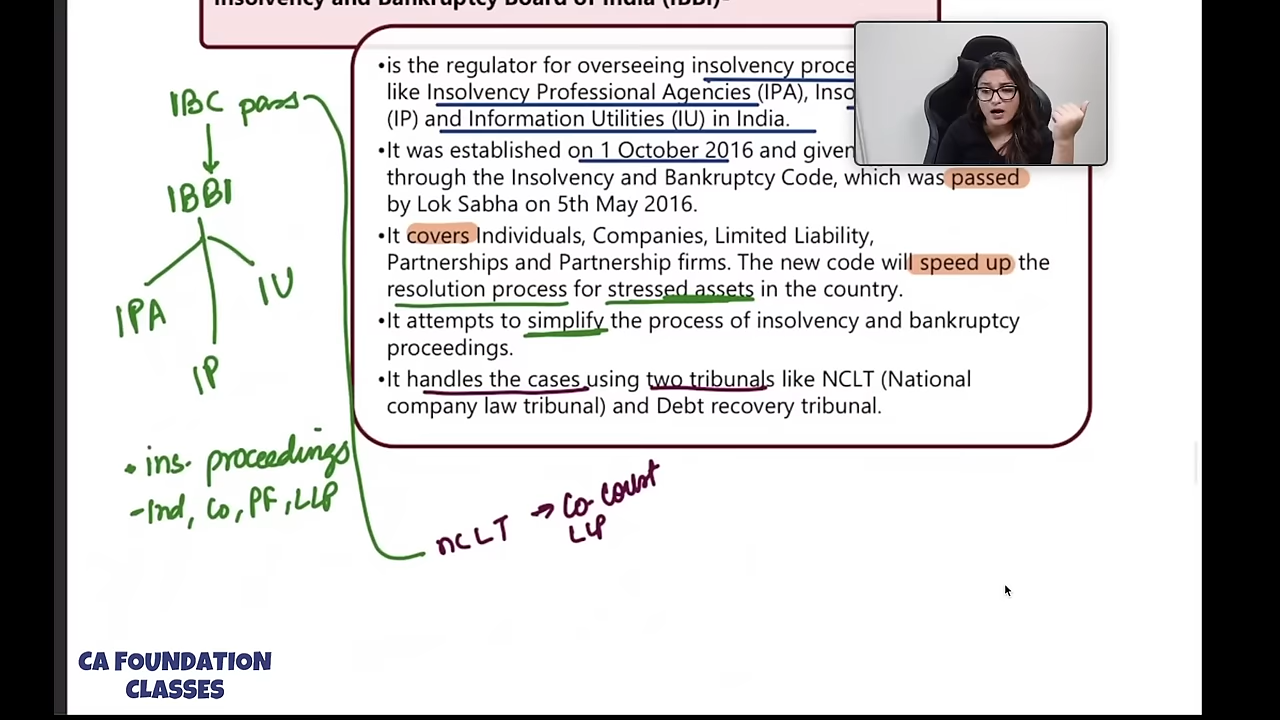 Insolvency and Bankruptcy Board of India (IBBI)-
•is the regulator for overseeing insolvency proce
like Insolvency Professional Agencies (IPA), Inso
(IP) and Information Utilities (IU) in India.
•It was established on 1 October 2016 and given
through the Insolvency and Bankruptcy Code, which was passed
by Lok Sabha on 5th May 2016.
•It covers Individuals, Companies, Limited Liability,
Partnerships and Partnership firms. The new code will speed up the
resolution process for stressed assets in the country.
•It attempts to simplify the process of insolvency and bankruptcy
proceedings.
•It handles the cases using two tribunals like NCLT (National
company law tribunal) and Debt recovery tribunal.
IBC pass
IBBI
IPA
IU
IP
• ins. proceedings
- Ind, Co, PF, LLP
NCLT → Co court
LLP
CA FOUNDATION
CLASSES